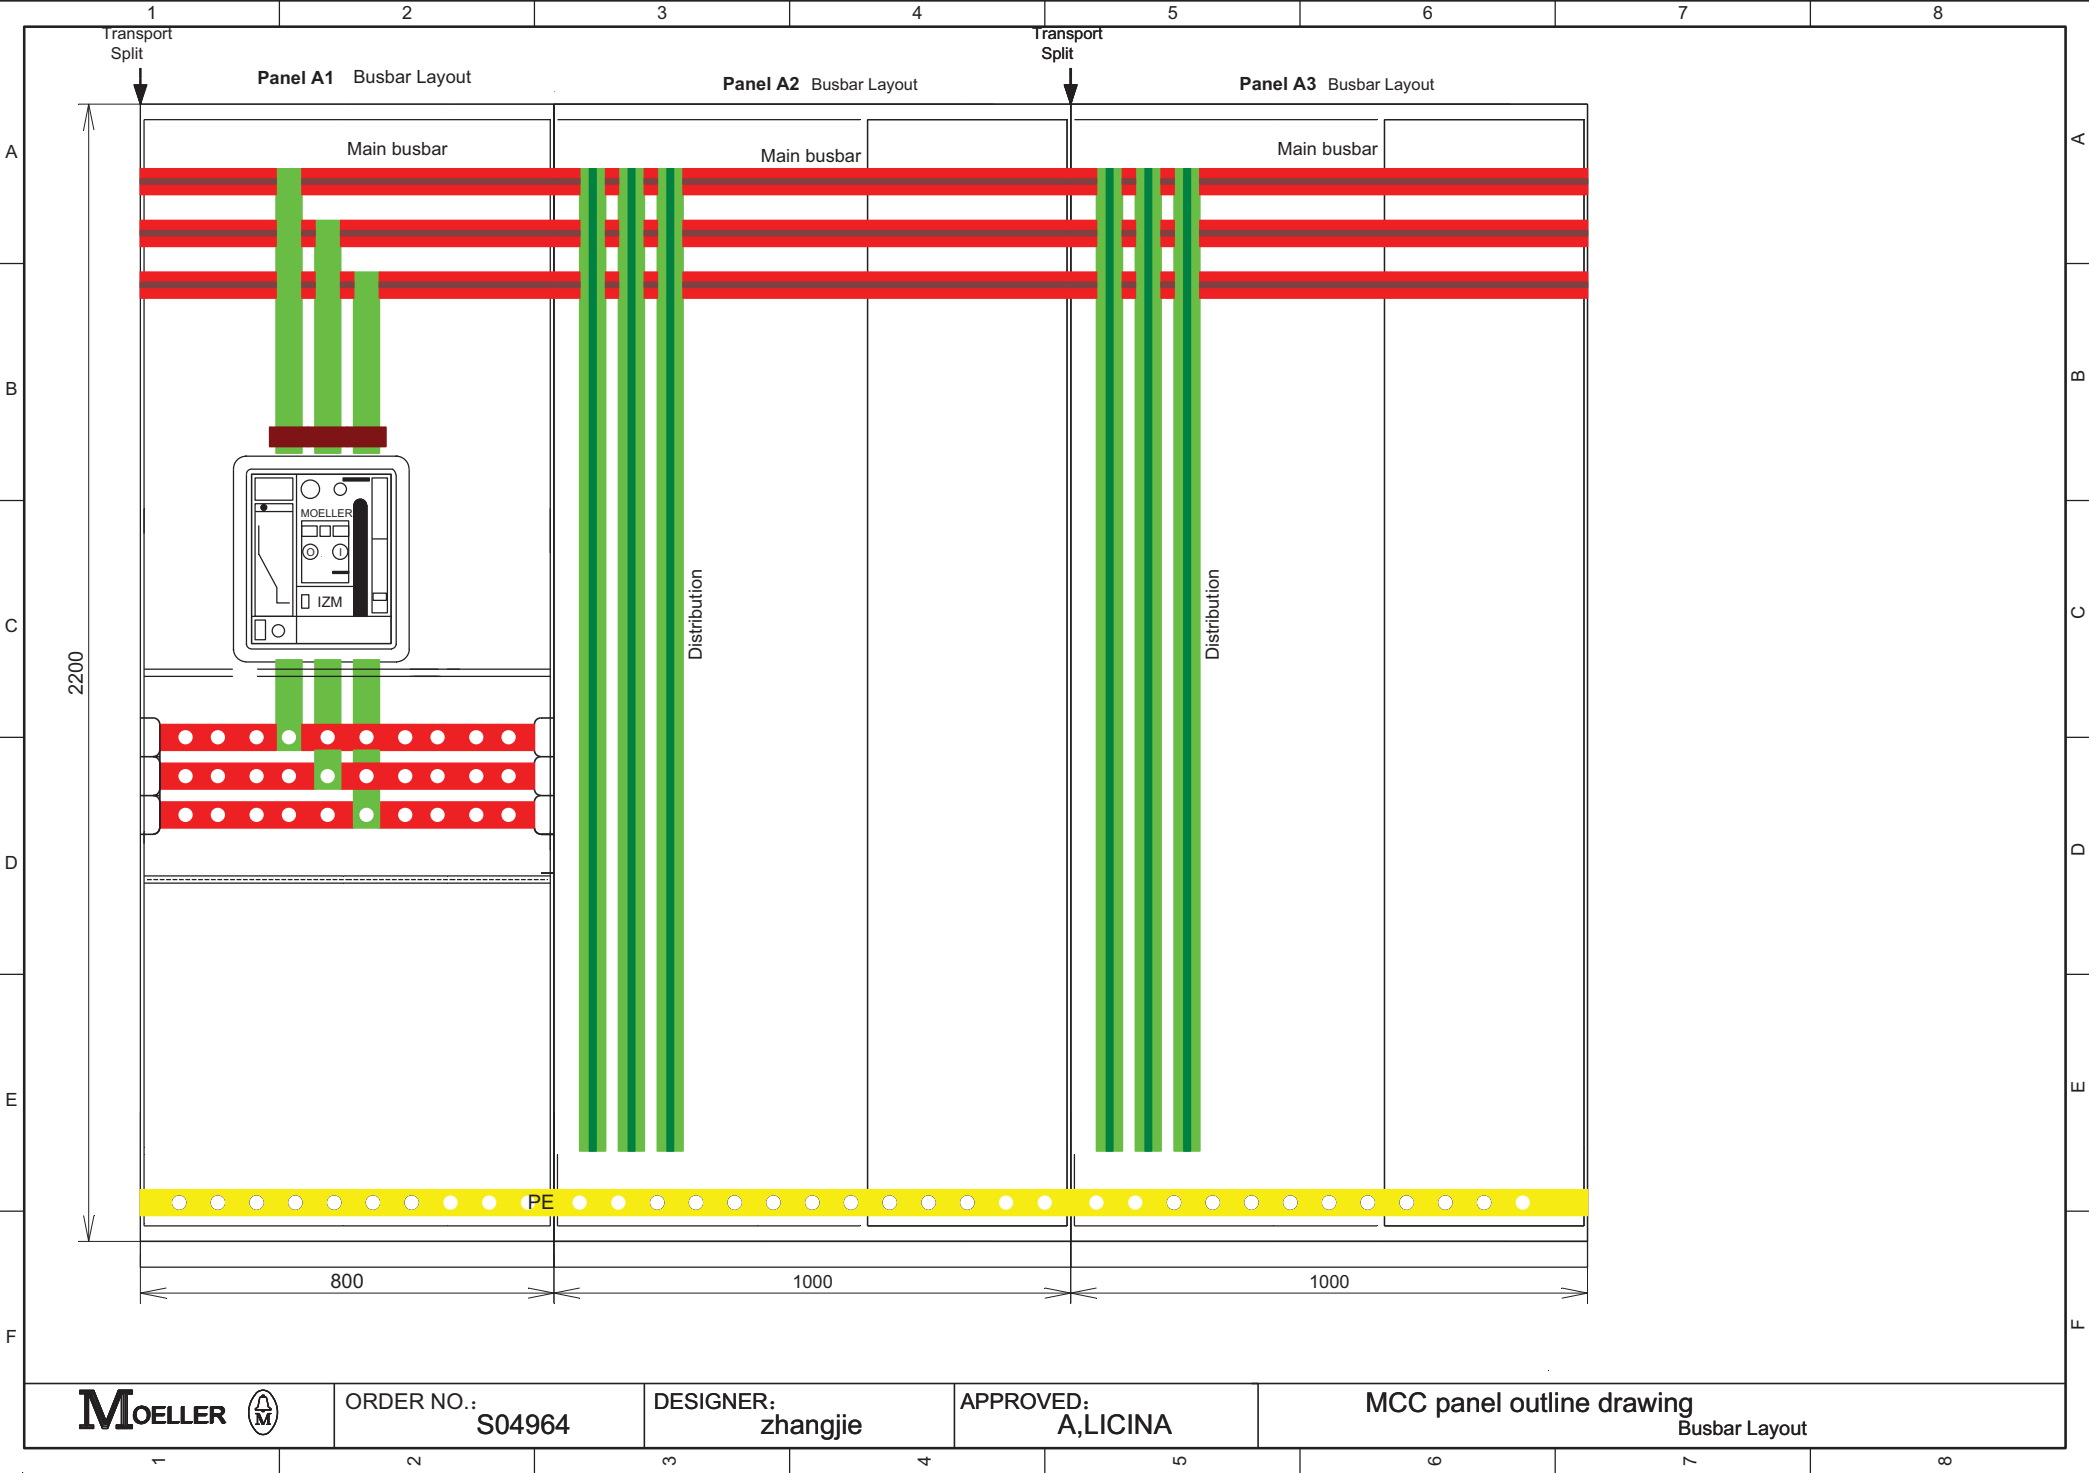 1 2 3 4 5 6 7 8
Transport
Split
Transport
Split
Panel A1 Busbar Layout
Panel A2 Busbar Layout
Panel A3 Busbar Layout
Main busbar
Main busbar
Main busbar
A
A
B
B
MOELLER
O I
IZM
C
C
Distribution
Distribution
2200
D
D
E
E
PE
800
1000
1000
F
F
MOELLER M
ORDER NO.:
S04964
DESIGNER:
zhangjie
APPROVED:
A,LICINA
MCC panel outline drawing
Busbar Layout
1 2 3 4 5 6 7 8